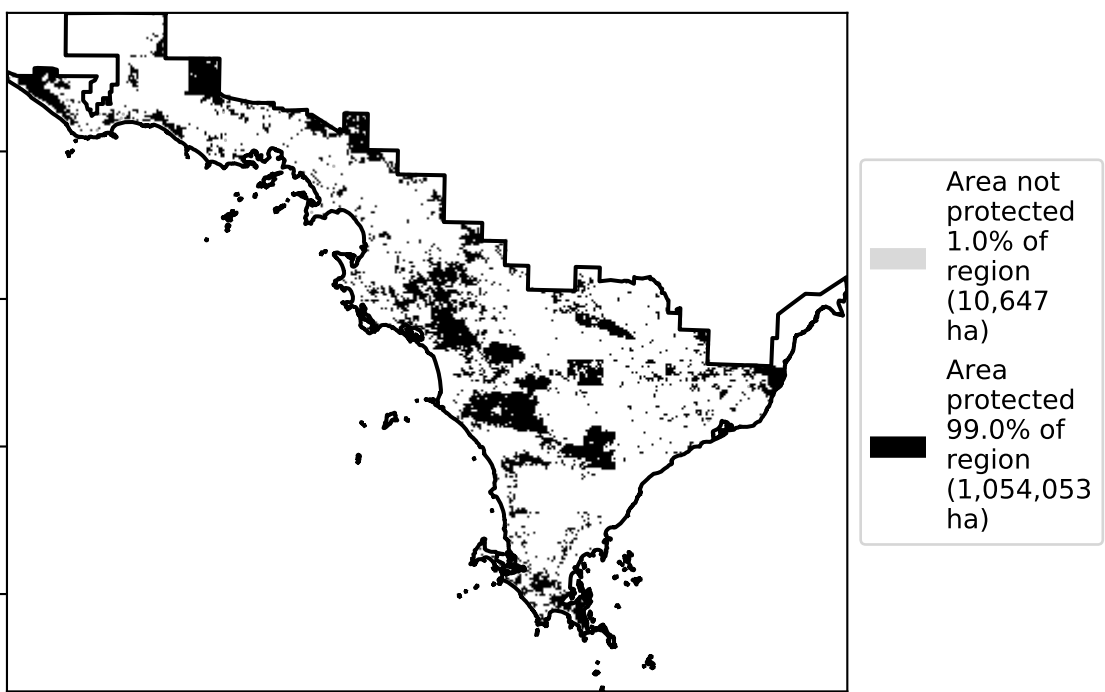 Area not
protected
1.0% of
region
(10,647
ha)
Area
protected
99.0% of
region
(1,054,053
ha)